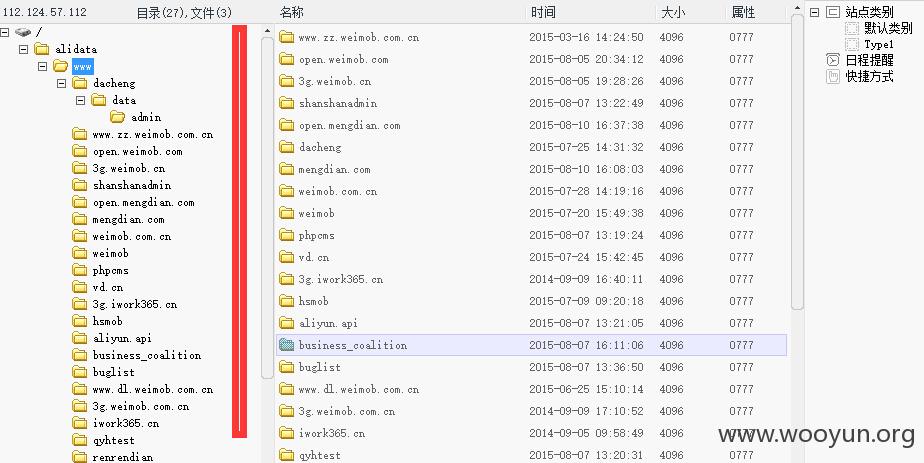 112.124.57.112 目录(27),文件(3)
/
alidata
www
dacheng
data
admin
www.zz.weimob.com.cn
open.weimob.com
3g.weimob.cn
shanshanadmin
open.mengdian.com
mengdian.com
weimob.com.cn
weimob
phpcms
vd.cn
3g.iwork365.cn
hsmob
aliyun.api
business_coalition
buglist
www.dl.weimob.com.cn
3g.weimob.com.cn
iwork365.cn
qyhtest
renrendian
名称 时间 大小 属性
www.zz.weimob.com.cn 2015-03-16 14:24:50 4096 0777
open.weimob.com 2015-08-05 20:34:12 4096 0777
3g.weimob.cn 2015-08-05 19:28:26 4096 0777
shanshanadmin 2015-08-07 13:22:49 4096 0777
open.mengdian.com 2015-08-10 16:37:38 4096 0777
dacheng 2015-07-25 14:31:32 4096 0777
mengdian.com 2015-08-10 16:08:03 4096 0777
weimob.com.cn 2015-07-28 14:19:16 4096 0777
weimob 2015-07-20 15:49:38 4096 0777
phpcms 2015-08-07 13:19:24 4096 0777
vd.cn 2015-07-24 15:42:45 4096 0777
3g.iwork365.cn 2014-09-09 16:40:11 4096 0777
hsmob 2015-07-09 09:20:18 4096 0777
aliyun.api 2015-08-07 13:21:05 4096 0777
business_coalition 2015-08-07 16:11:06 4096 0777
buglist 2015-08-07 13:36:50 4096 0777
www.dl.weimob.com.cn 2015-06-25 15:10:14 4096 0777
3g.weimob.com.cn 2014-09-09 17:10:52 4096 0777
iwork365.cn 2014-09-05 09:58:49 4096 0777
qyhtest 2015-08-07 13:20:31 4096 0777
站点类别
默认类别
Type1
日程提醒
快捷方式
www.wooyun.org